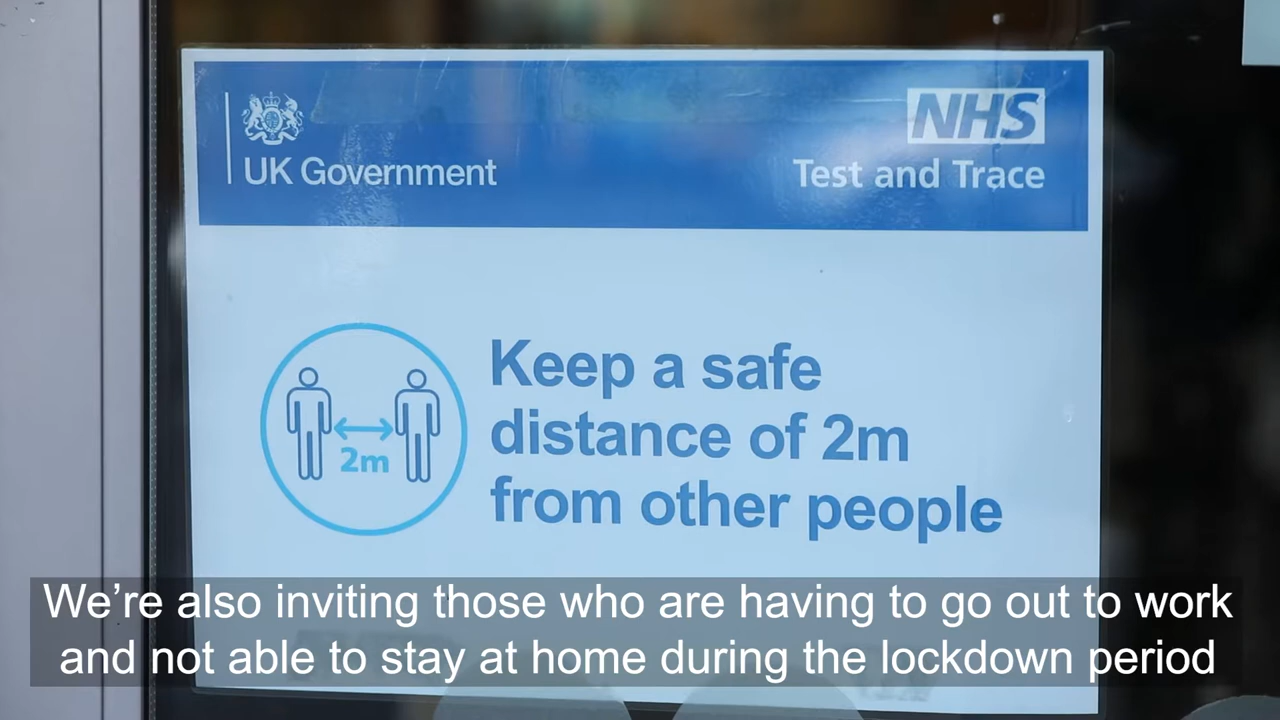 UK Government
NHS
Test and Trace
Keep a safe
distance of 2m
from other people
2m
We’re also inviting those who are having to go out to work
and not able to stay at home during the lockdown period